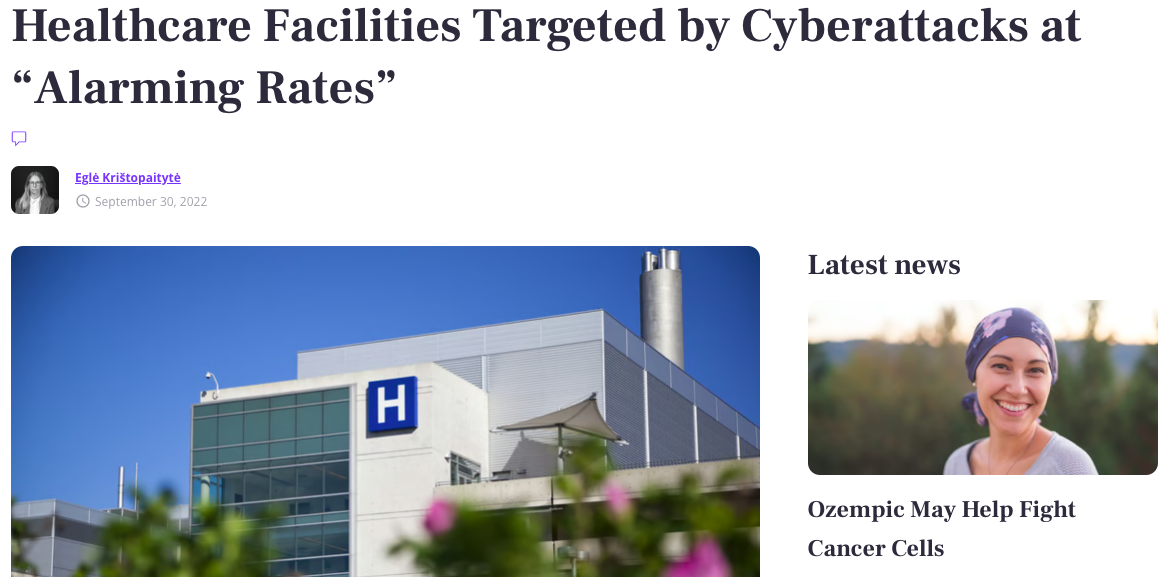 Healthcare Facilities Targeted by Cyberattacks at
“Alarming Rates”
Eglė Krištopaitytė
September 30, 2022
H
Latest news
Ozempic May Help Fight
Cancer Cells